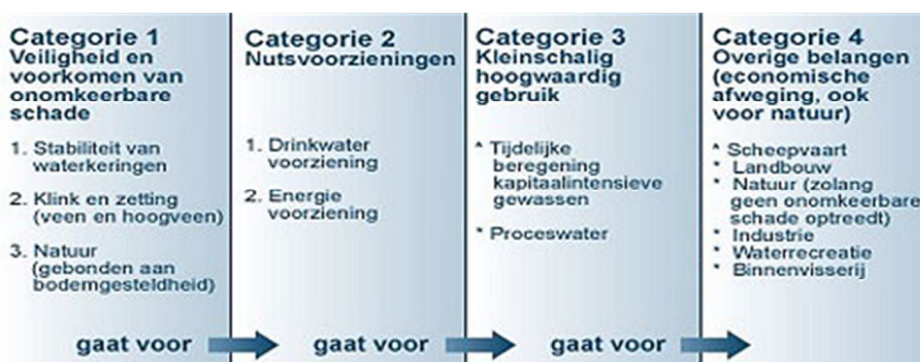 Categorie 1
Veiligheid en
voorkomen van
onomkeerbare
schade
1. Stabiliteit van
waterkeringen
2. Klink en zetting
(veen en hoogveen)
3. Natuur
(gebonden aan
bodemgesteldheid)
gaat voor
Categorie 2
Nutsvoorzieningen
1. Drinkwater
voorziening
2. Energie
voorziening
gaat voor
Categorie 3
Kleinschalig
hoogwaardig
gebruik
* Tijdelijke
beregening
kapitaalintensieve
gewassen
* Proceswater
gaat voor
Categorie 4
Overige belangen
(economische
afweging, ook
voor natuur)
* Scheepvaart
* Landbouw
* Natuur (zolang
geen onomkeerbare
schade optreedt)
* Industrie
* Waterrecreatie
* Binnenvisserij